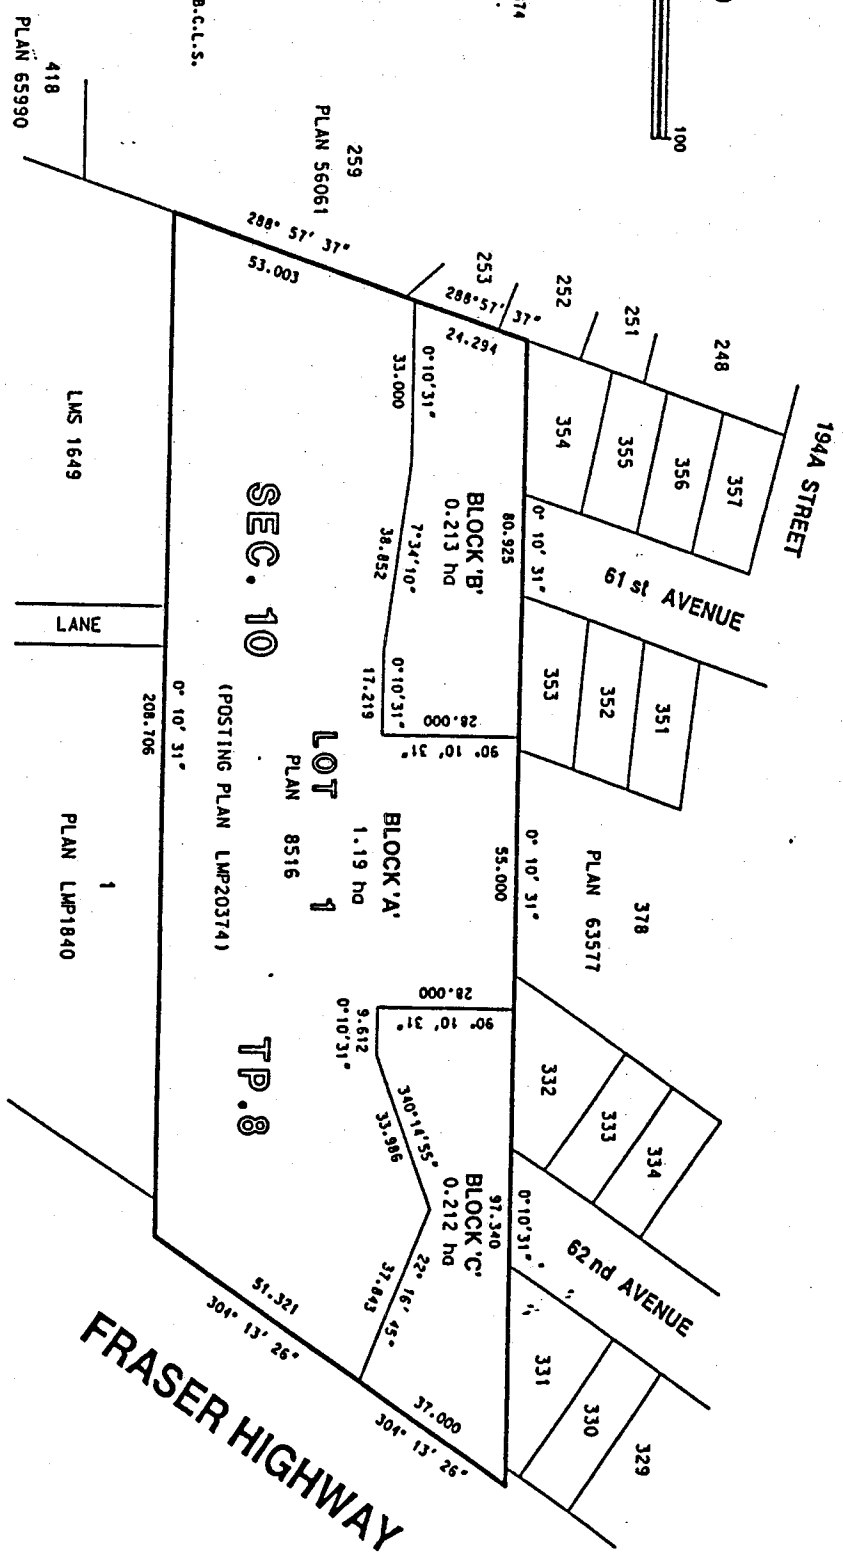 100
74
B.C.L.S.
418
PLAN 65990
259
PLAN 56061
253
252
251
248
194A STREET
288° 57' 37"
53.003
288°57' 37"
24.294
354
355
356
357
61 st AVENUE
353
352
351
0°10'31"
33.000
BLOCK 'B'
0.213 ha
80.925
0° 10' 31"
7°34'10"
38.852
0°10'31"
17.219
28.000
90° 10' 31"
LMS 1649
LANE
SEC. 10
(POSTING PLAN LMP20374)
0° 10' 31"
208.706
LOT 1
PLAN 8516
BLOCK 'A'
1.19 ha
55.000
0° 10' 31"
378
PLAN 63577
1
PLAN LMP1840
TP.8
28.000
90° 10' 31"
9.612
0°10'31"
340°14'55"
33.986
BLOCK 'C'
0.212 ha
97.340
0°10'31"
22° 16' 45"
37.843
332
333
334
62 nd AVENUE
331
330
329
51.321
304° 13' 26"
37.000
304° 13' 26"
FRASER HIGHWAY